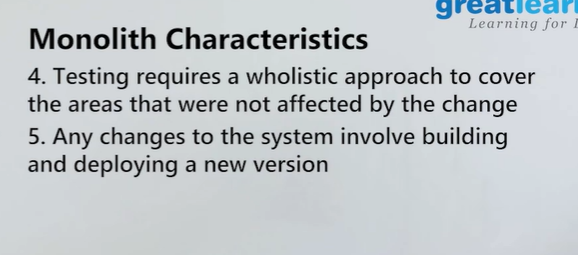 greatlearn
Learning for
Monolith Characteristics
4. Testing requires a wholistic approach to cover
the areas that were not affected by the change
5. Any changes to the system involve building
and deploying a new version